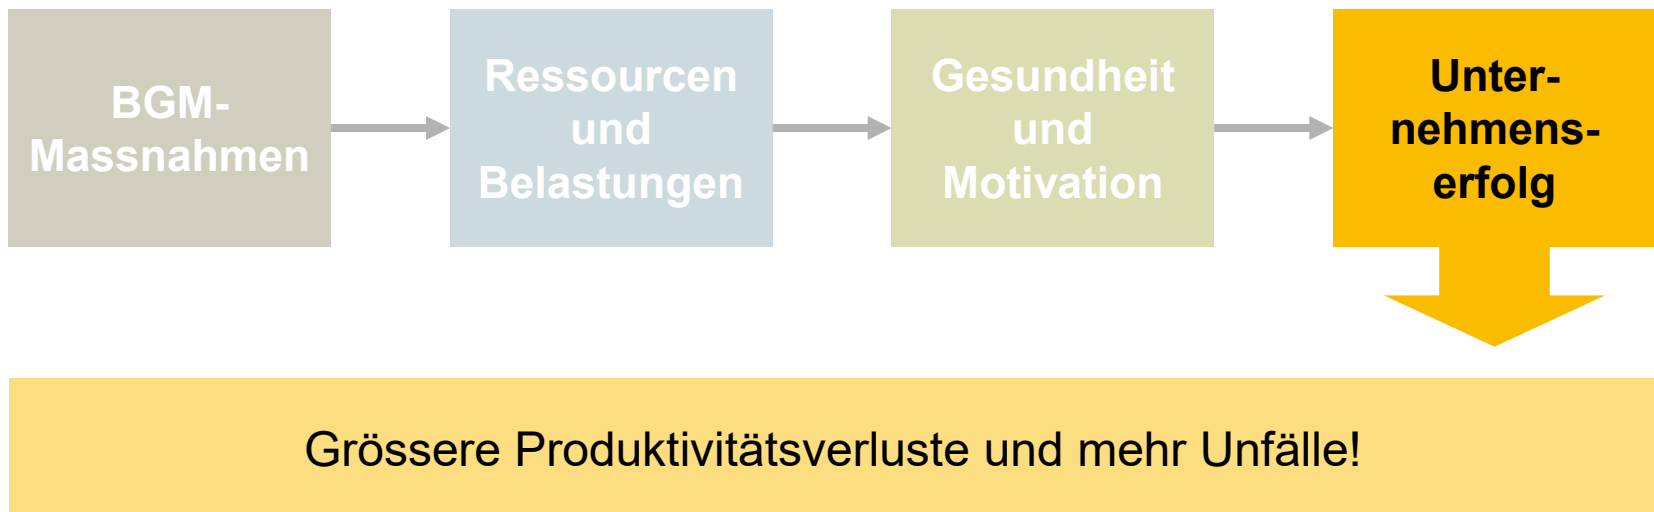 BGM-
Massnahmen
Ressourcen
und
Belastungen
Gesundheit
und
Motivation
Unter-
nehmens-
erfolg
Grössere Produktivitätsverluste und mehr Unfälle!